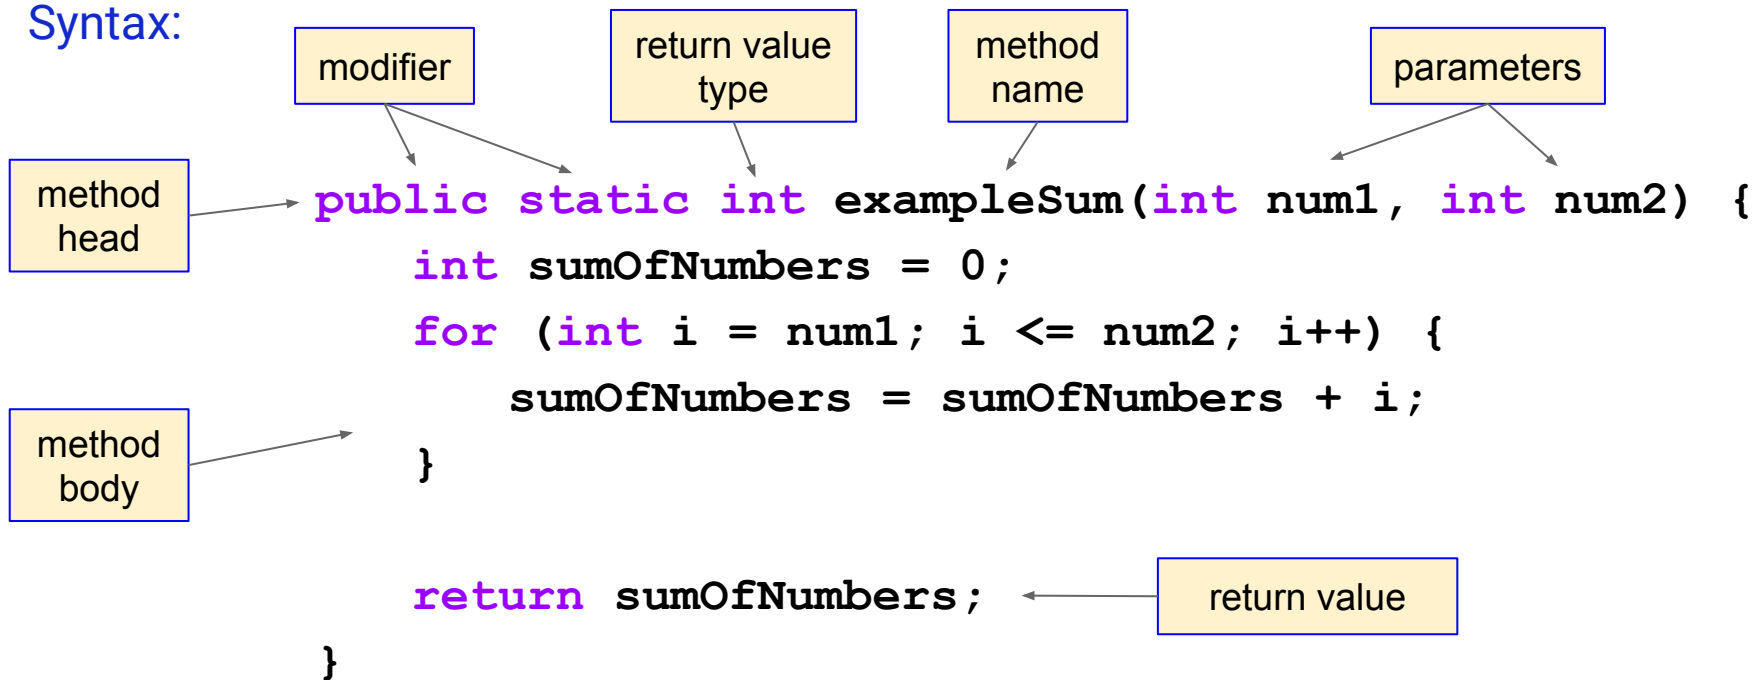 Syntax:
modifier
return value
type
method
name
parameters
method
head
public static int exampleSum(int num1, int num2) {
int sumOfNumbers = 0;
for (int i = num1; i <= num2; i++) {
sumOfNumbers = sumOfNumbers + i;
method
body
}
return sumOfNumbers;
return value
}